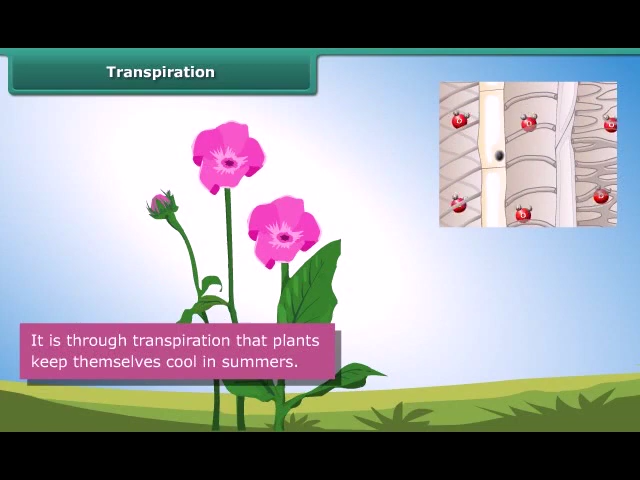 Transpiration
It is through transpiration that plants
keep themselves cool in summers.